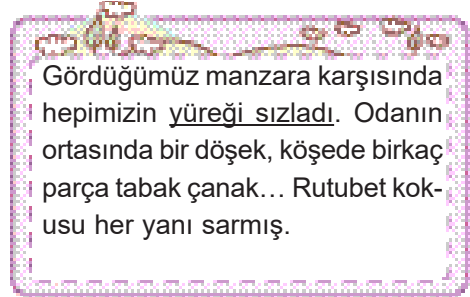 Gördüğümüz manzara karşısında
hepimizin yüreği sızladı. Odanın
ortasında bir döşek, köşede birkaç
parça tabak çanak… Rutubet kok-
usu her yanı sarmış.